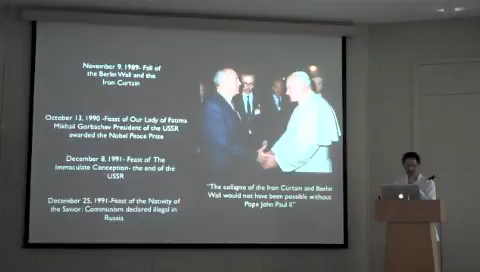 November 9, 1989- Fall of
the Berlin Wall and the
Iron Curtain
October 13, 1990 -Feast of Our Lady of Fatima
Mikhail Gorbachev President of the USSR
awarded the Nobel Peace Prize
December 8, 1991- Feast of The
Immaculate Conception- the end of the
USSR
December 25, 1991-Feast of the Nativity
of the Savior: Communism declared illegal in
Russia
"The collapse of the Iron Curtain and Berlin
Wall would not have been possible without
Pope John Paul II"